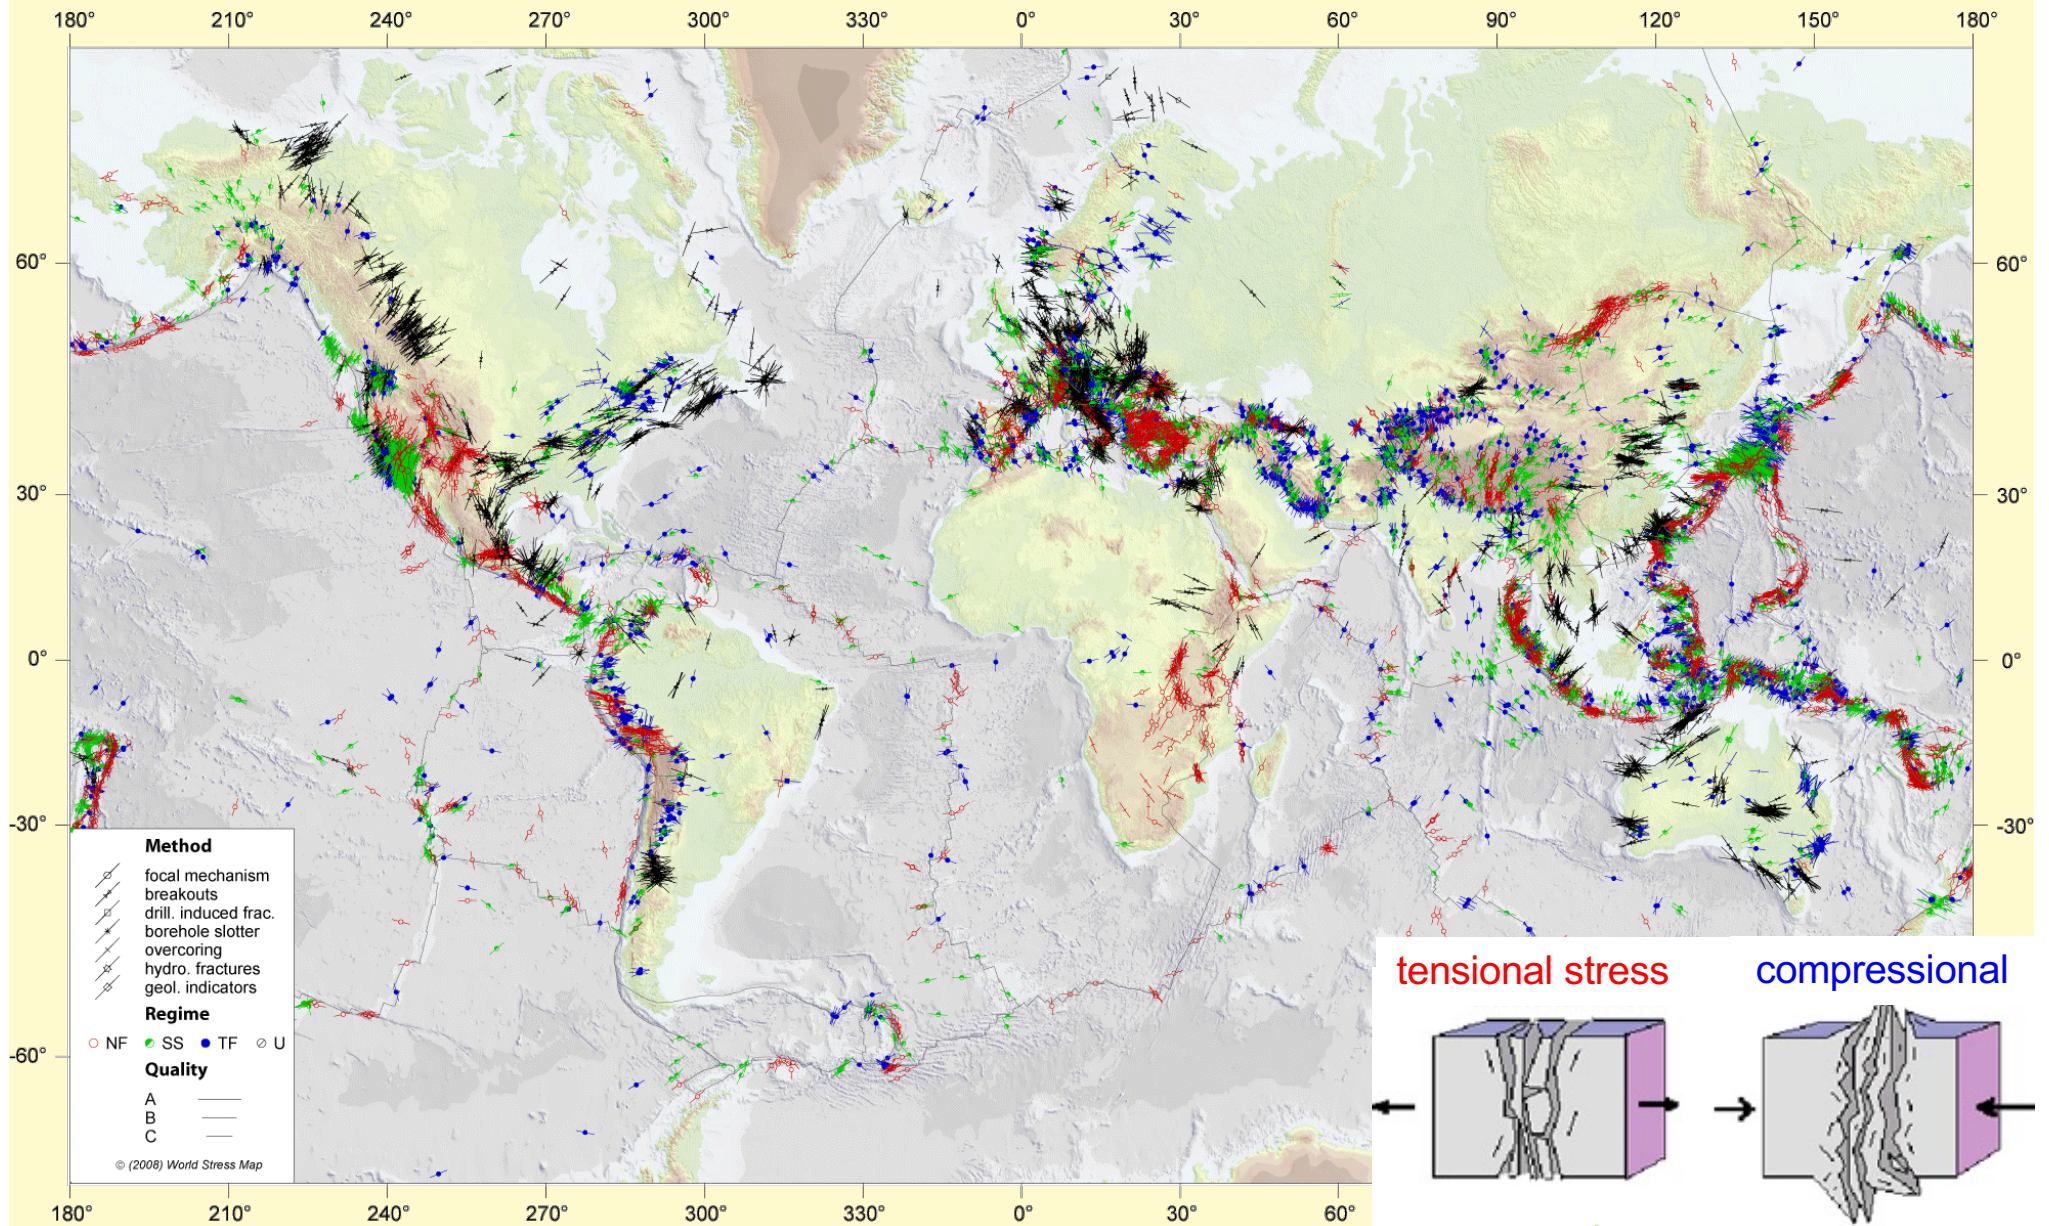 180° 210° 240° 270° 300° 330° 0° 30° 60° 90° 120° 150° 180°
60° 60°
30° 30°
0° 0°
-30° -30°
Method
focal mechanism
breakouts
drill. induced frac.
borehole slotter
overcoring
hydro. fractures
geol. indicators
Regime
NF SS TF U
Quality
A
B
C
© (2008) World Stress Map
-60°
tensional stress compressional
180° 210° 240° 270° 300° 330° 0° 30° 60°